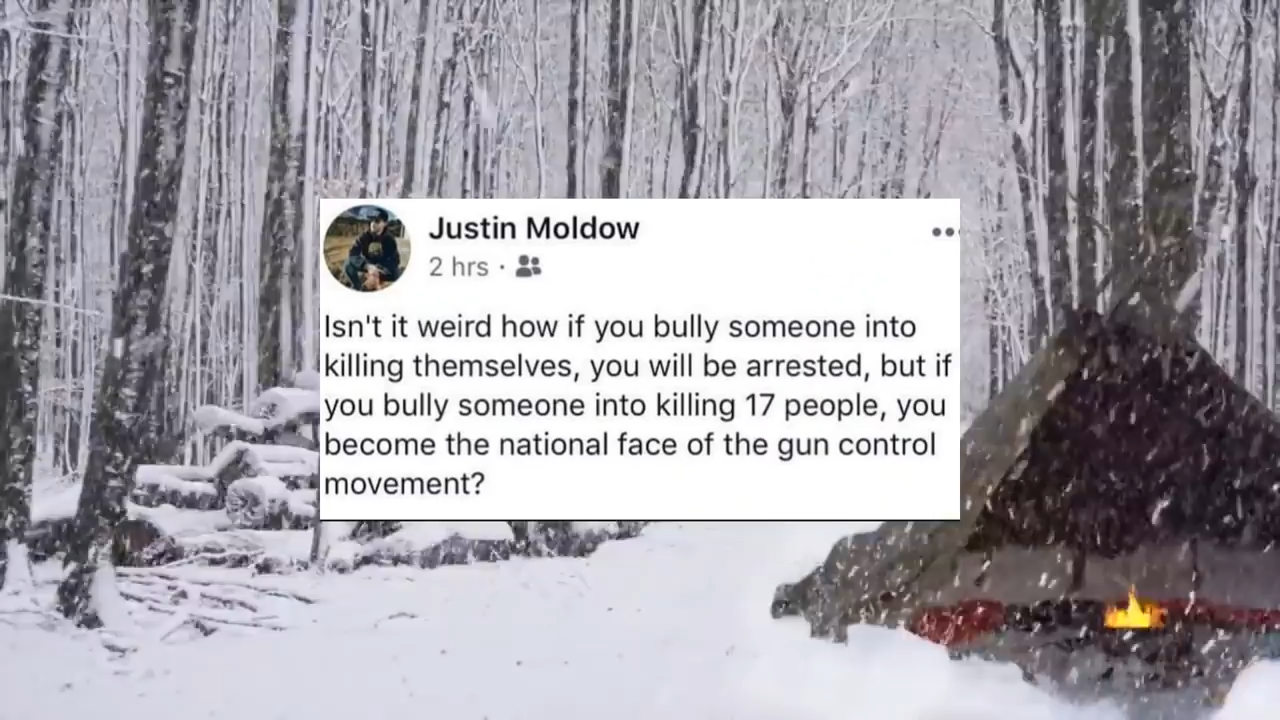 Justin Moldow
2 hrs ·
Isn't it weird how if you bully someone into
killing themselves, you will be arrested, but if
you bully someone into killing 17 people, you
become the national face of the gun control
movement?